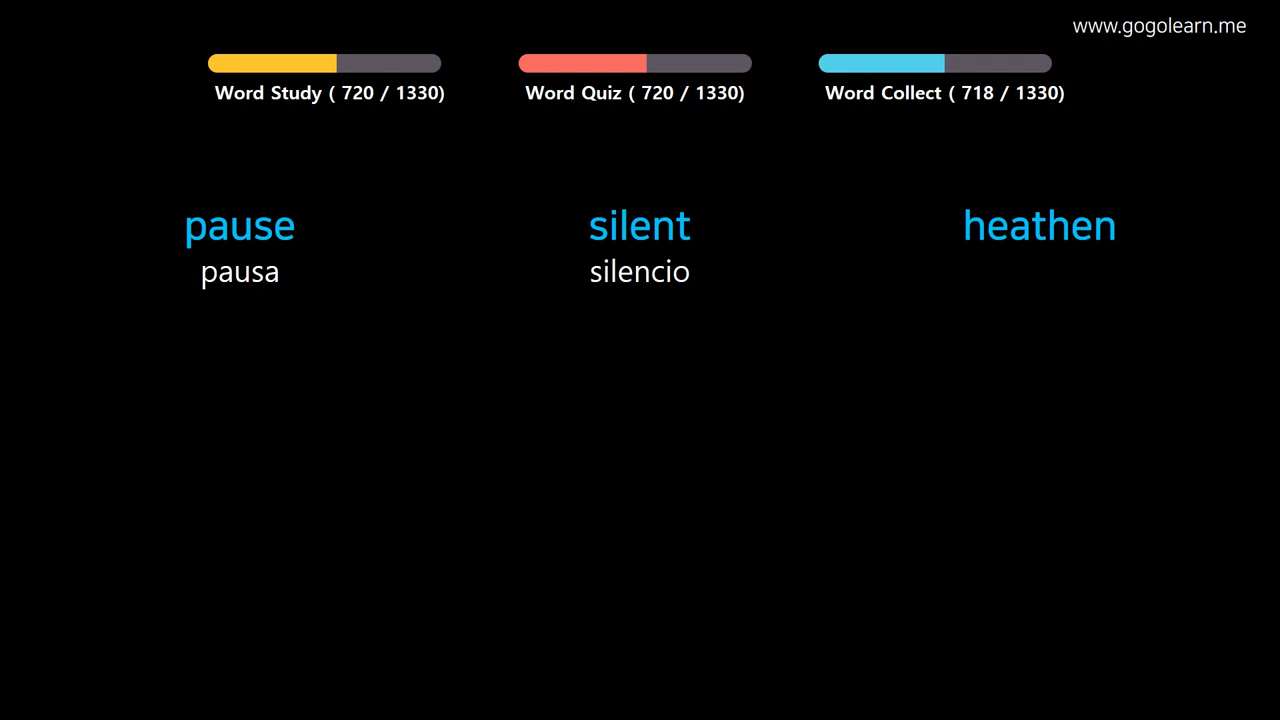 www.gogolearn.me
Word Study ( 720 / 1330)
Word Quiz ( 720 / 1330)
Word Collect ( 718 / 1330)
pause
silent
heathen
pausa
silencio